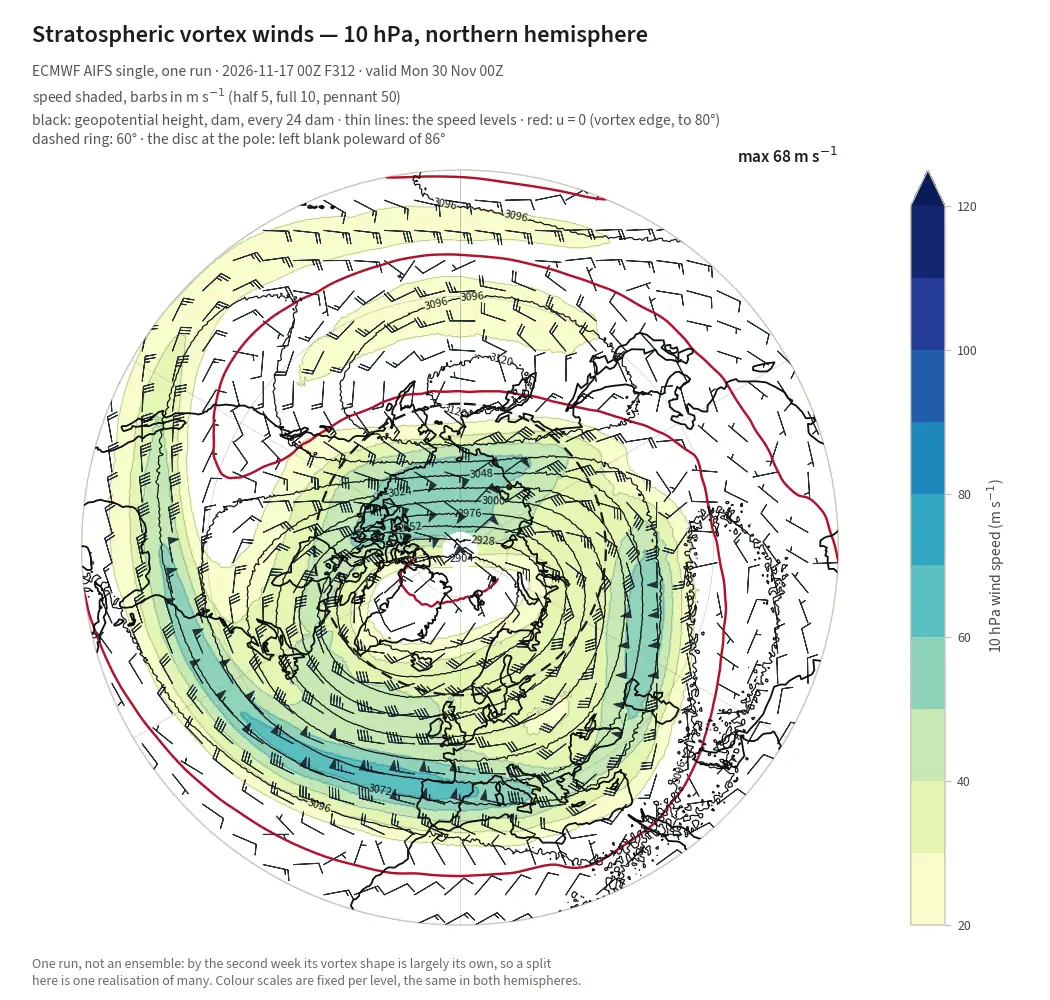 Stratospheric vortex winds — 10 hPa, northern hemisphere
ECMWF AIFS single, one run · 2026-11-17 00Z F312 · valid Mon 30 Nov 00Z
speed shaded, barbs in m s⁻¹ (half 5, full 10, pennant 50)
black: geopotential height, dam, every 24 dam · thin lines: the speed levels · red: u = 0 (vortex edge, to 80°)
dashed ring: 60° · the disc at the pole: left blank poleward of 86°
max 68 m s⁻¹
3096
3096
3096
3096
3120
3048
3024
3000
2976
2928
3072
3096
120
100
80
60
40
20
10 hPa wind speed (m s⁻¹)
One run, not an ensemble: by the second week its vortex shape is largely its own, so a split
here is one realisation of many. Colour scales are fixed per level, the same in both hemispheres.